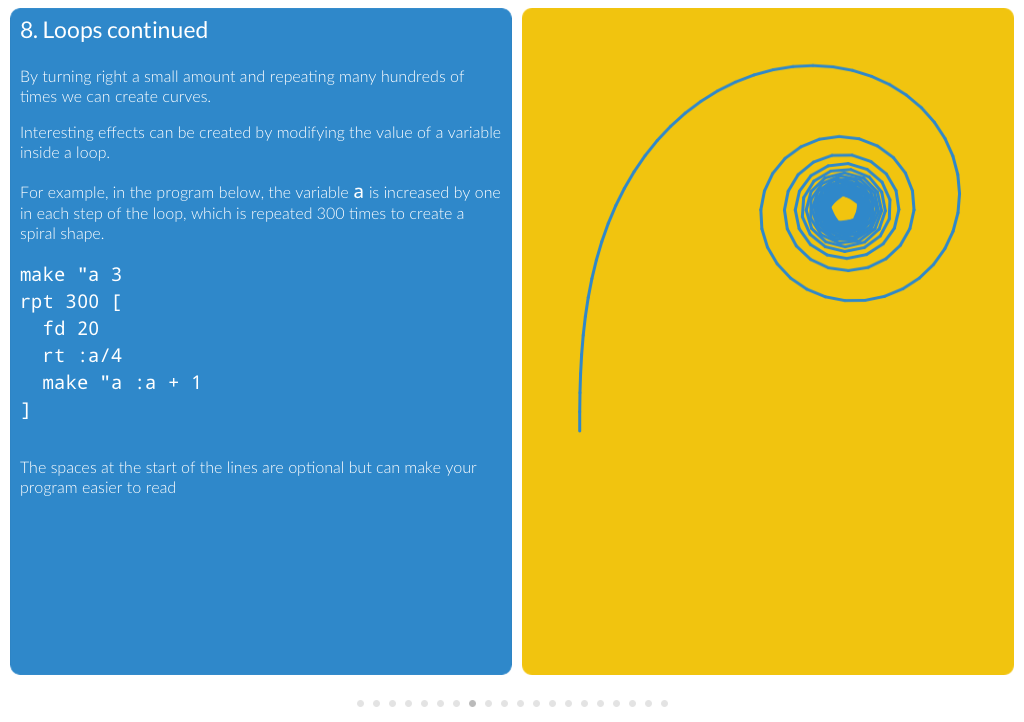 8. Loops continued
By turning right a small amount and repeating many hundreds of
times we can create curves.
Interesting effects can be created by modifying the value of a variable
inside a loop.
For example, in the program below, the variable a is increased by one
in each step of the loop, which is repeated 300 times to create a
spiral shape.
make "a 3
rpt 300 [
  fd 20
  rt :a/4
  make "a :a + 1
]
The spaces at the start of the lines are optional but can make your
program easier to read